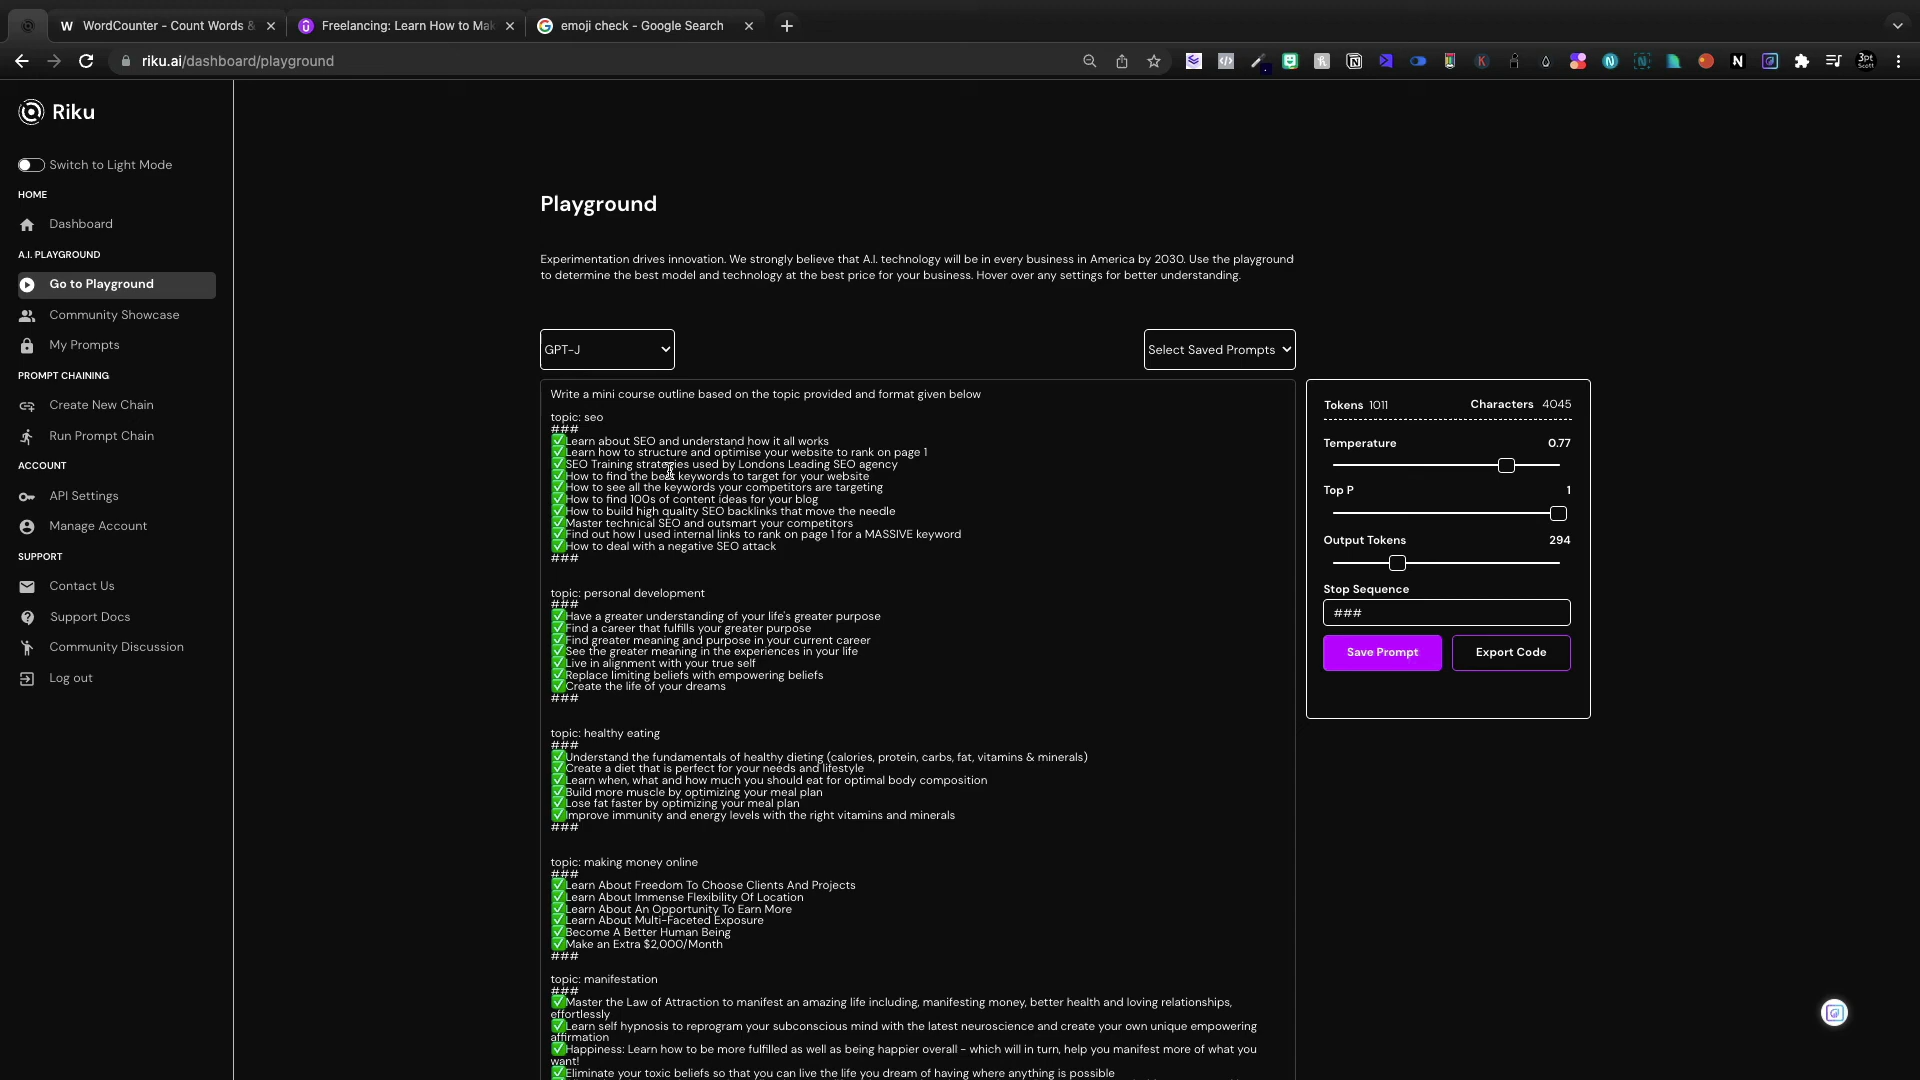 WordCounter - Count Words &
Freelancing: Learn How to Mak
emoji check - Google Search
riku.ai/dashboard/playground
Riku
Switch to Light Mode
HOME
Dashboard
A.I. PLAYGROUND
Go to Playground
Community Showcase
My Prompts
PROMPT CHAINING
Create New Chain
Run Prompt Chain
ACCOUNT
API Settings
Manage Account
SUPPORT
Contact Us
Support Docs
Community Discussion
Log out
Playground
Experimentation drives innovation. We strongly believe that A.I. technology will be in every business in America by 2030. Use the playground
to determine the best model and technology at the best price for your business. Hover over any settings for better understanding.
GPT-J
Select Saved Prompts
Write a mini course outline based on the topic provided and format given below
topic: seo
###
✅Learn about SEO and understand how it all works
✅Learn how to structure and optimise your website to rank on page 1
✅SEO Training strategies used by Londons Leading SEO agency
✅How to find the best keywords to target for your website
✅How to see all the keywords your competitors are targeting
✅How to find 100s of content ideas for your blog
✅How to build high quality SEO backlinks that move the needle
✅Master technical SEO and outsmart your competitors
✅Find out how I used internal links to rank on page 1 for a MASSIVE keyword
✅How to deal with a negative SEO attack
###
topic: personal development
###
✅Have a greater understanding of your life's greater purpose
✅Find a career that fulfills your greater purpose
✅Find greater meaning and purpose in your current career
✅See the greater meaning in the experiences in your life
✅Live in alignment with your true self
✅Replace limiting beliefs with empowering beliefs
✅Create the life of your dreams
###
topic: healthy eating
###
✅Understand the fundamentals of healthy dieting (calories, protein, carbs, fat, vitamins & minerals)
✅Create a diet that is perfect for your needs and lifestyle
✅Learn when, what and how much you should eat for optimal body composition
✅Build more muscle by optimizing your meal plan
✅Lose fat faster by optimizing your meal plan
✅Improve immunity and energy levels with the right vitamins and minerals
###
topic: making money online
###
✅Learn About Freedom To Choose Clients And Projects
✅Learn About Immense Flexibility Of Location
✅Learn About An Opportunity To Earn More
✅Learn About Multi-Faceted Exposure
✅Become A Better Human Being
✅Make an Extra $2,000/Month
###
topic: manifestation
###
✅Master the Law of Attraction to manifest an amazing life including, manifesting money, better health and loving relationships,
effortlessly
✅Learn self hypnosis to reprogram your subconscious mind with the latest neuroscience and create your own unique empowering
affirmation
✅Happiness: Learn how to be more fulfilled as well as being happier overall - which will in turn, help you manifest more of what you
want!
✅Eliminate your toxic beliefs so that you can live the life you dream of having where anything is possible
Tokens 1011
Characters 4045
Temperature 0.77
Top P 1
Output Tokens 294
Stop Sequence
###
Save Prompt
Export Code